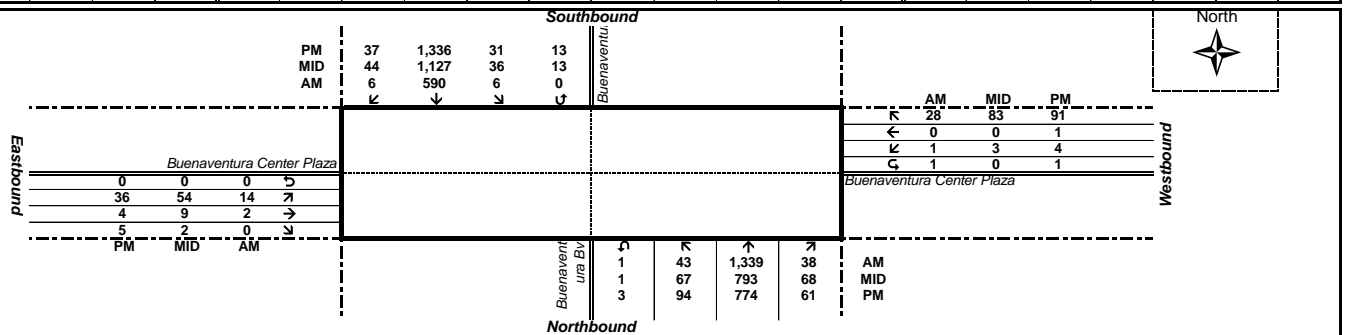 Southbound
North
Buenaventu
PM 37 1,336 31 13
MID 44 1,127 36 13
AM 6 590 6 0
↙ ↓ ↘ ↺
AM MID PM
↖ 28 83 91
← 0 0 1
↙ 1 3 4
↪ 1 0 1
Buenaventura Center Plaza
Westbound
Eastbound
Buenaventura Center Plaza
0 0 0 ↩
36 54 14 ↗
4 9 2 →
5 2 0 ↘
PM MID AM
Buenavent
ura Bv
↶ ↖ ↑ ↗
1 43 1,339 38 AM
1 67 793 68 MID
3 94 774 61 PM
Northbound